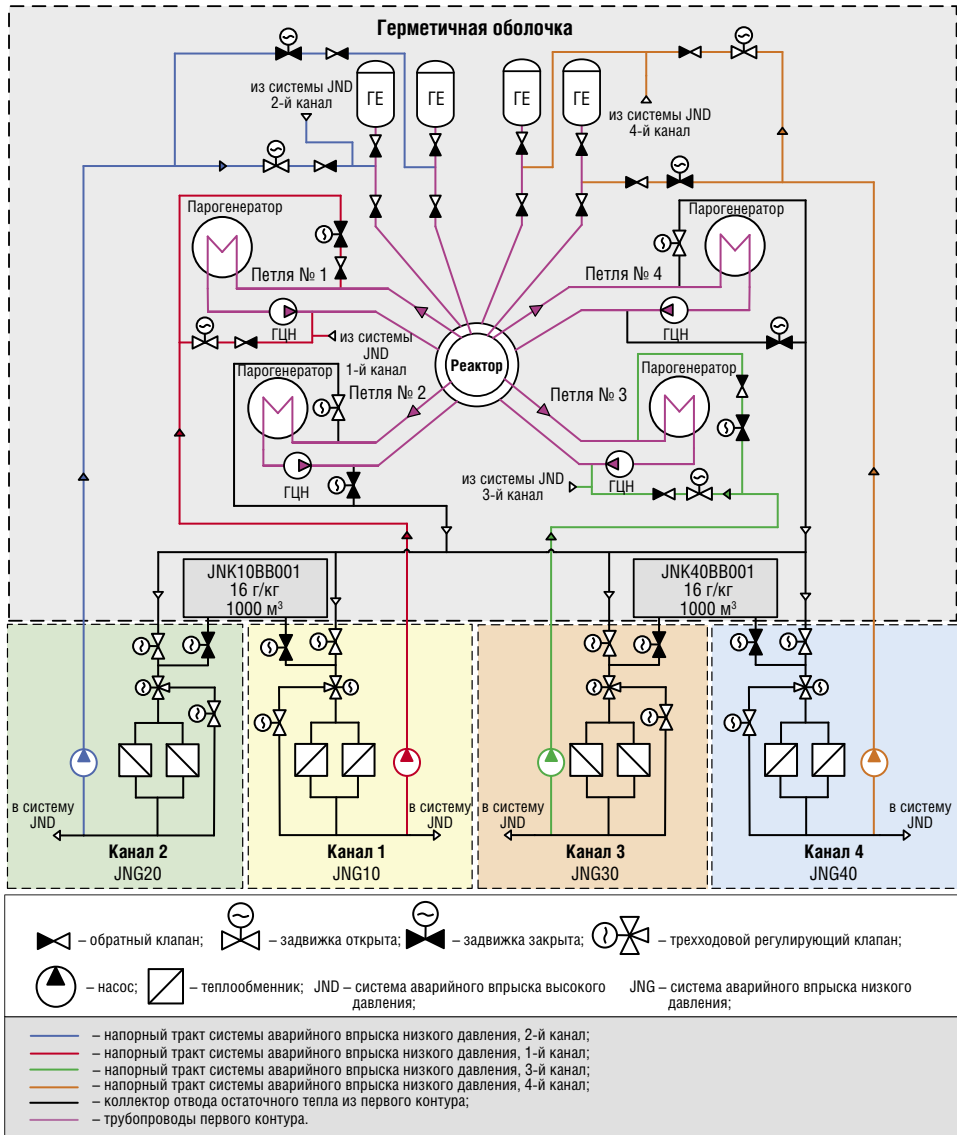 Герметичная оболочка
из системы JND
2-й канал
ГЕ
ГЕ
ГЕ
ГЕ
из системы JND
4-й канал
Парогенератор
Петля № 1
ГЦН
из системы
JND
1-й канал
Парогенератор
Петля № 4
ГЦН
Реактор
Парогенератор
Петля № 2
ГЦН
Парогенератор
Петля № 3
ГЦН
из системы JND
3-й канал
JNK10BB001
16 г/кг
1000 м³
JNK40BB001
16 г/кг
1000 м³
в систему
JND
Канал 2
JNG20
в систему
JND
Канал 1
JNG10
в систему
JND
Канал 3
JNG30
в систему
JND
Канал 4
JNG40
– обратный клапан;
– задвижка открыта;
– задвижка закрыта;
– трехходовой регулирующий клапан;
– насос;
– теплообменник;
JND – система аварийного впрыска высокого
давления;
JNG – система аварийного впрыска низкого
давления;
– напорный тракт системы аварийного впрыска низкого давления, 2-й канал;
– напорный тракт системы аварийного впрыска низкого давления, 1-й канал;
– напорный тракт системы аварийного впрыска низкого давления, 3-й канал;
– напорный тракт системы аварийного впрыска низкого давления, 4-й канал;
– коллектор отвода остаточного тепла из первого контура;
– трубопроводы первого контура.